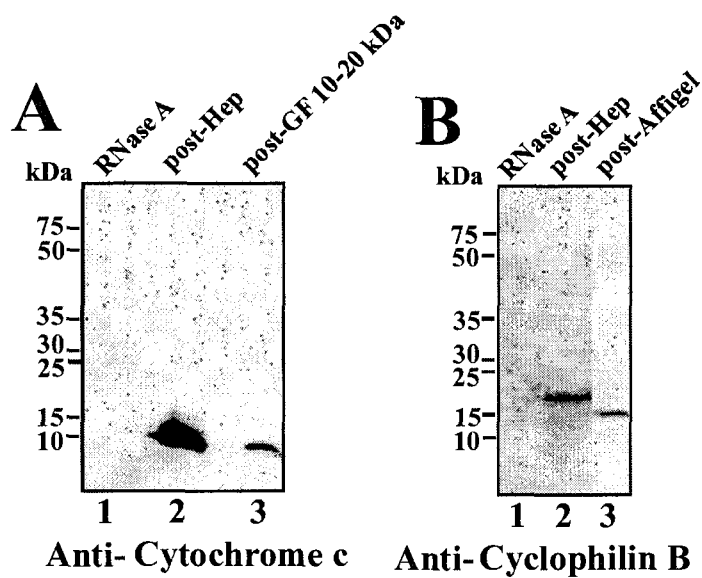 A
RNase A
post-Hep
post-GF 10-20 kDa
kDa
75
50
35
30
25
15
10
1 2 3
Anti- Cytochrome c
B
RNase A
post-Hep
post-Affigel
kDa
75
50
35
30
25
15
10
1 2 3
Anti-Cyclophilin B